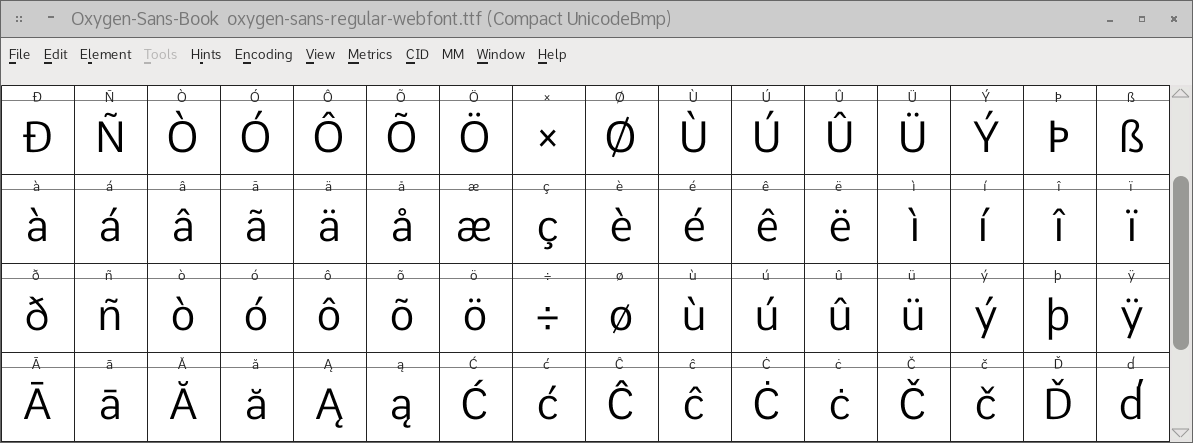 Oxygen-Sans-Book oxygen-sans-regular-webfont.ttf (Compact UnicodeBmp)
File Edit Element Tools Hints Encoding View Metrics CID MM Window Help
Ð Ñ Ò Ó Ô Õ Ö × Ø Ù Ú Û Ü Ý Þ ß
Ð Ñ Ò Ó Ô Õ Ö × Ø Ù Ú Û Ü Ý Þ ß
à á â ã ä å æ ç è é ê ë ì í î ï
à á â ã ä å æ ç è é ê ë ì í î ï
ð ñ ò ó ô õ ö ÷ ø ù ú û ü ý þ ÿ
ð ñ ò ó ô õ ö ÷ ø ù ú û ü ý þ ÿ
Ā ā Ă ă Ą ą Ć ć Ĉ ĉ Ċ ċ Č č Ď ď
Ā ā Ă ă Ą ą Ć ć Ĉ ĉ Ċ ċ Č č Ď ď